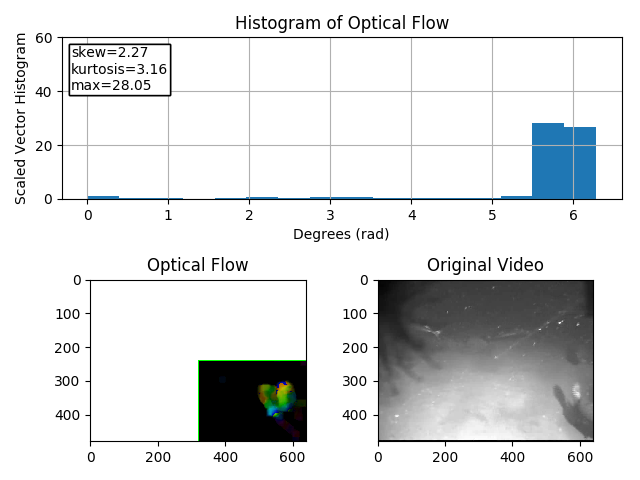 Histogram of Optical Flow
Scaled Vector Histogram
60
40
20
0
skew=2.27
kurtosis=3.16
max=28.05
0 1 2 3 4 5 6
Degrees (rad)
Optical Flow
0
100
200
300
400
0 200 400 600
Original Video
0
100
200
300
400
0 200 400 600